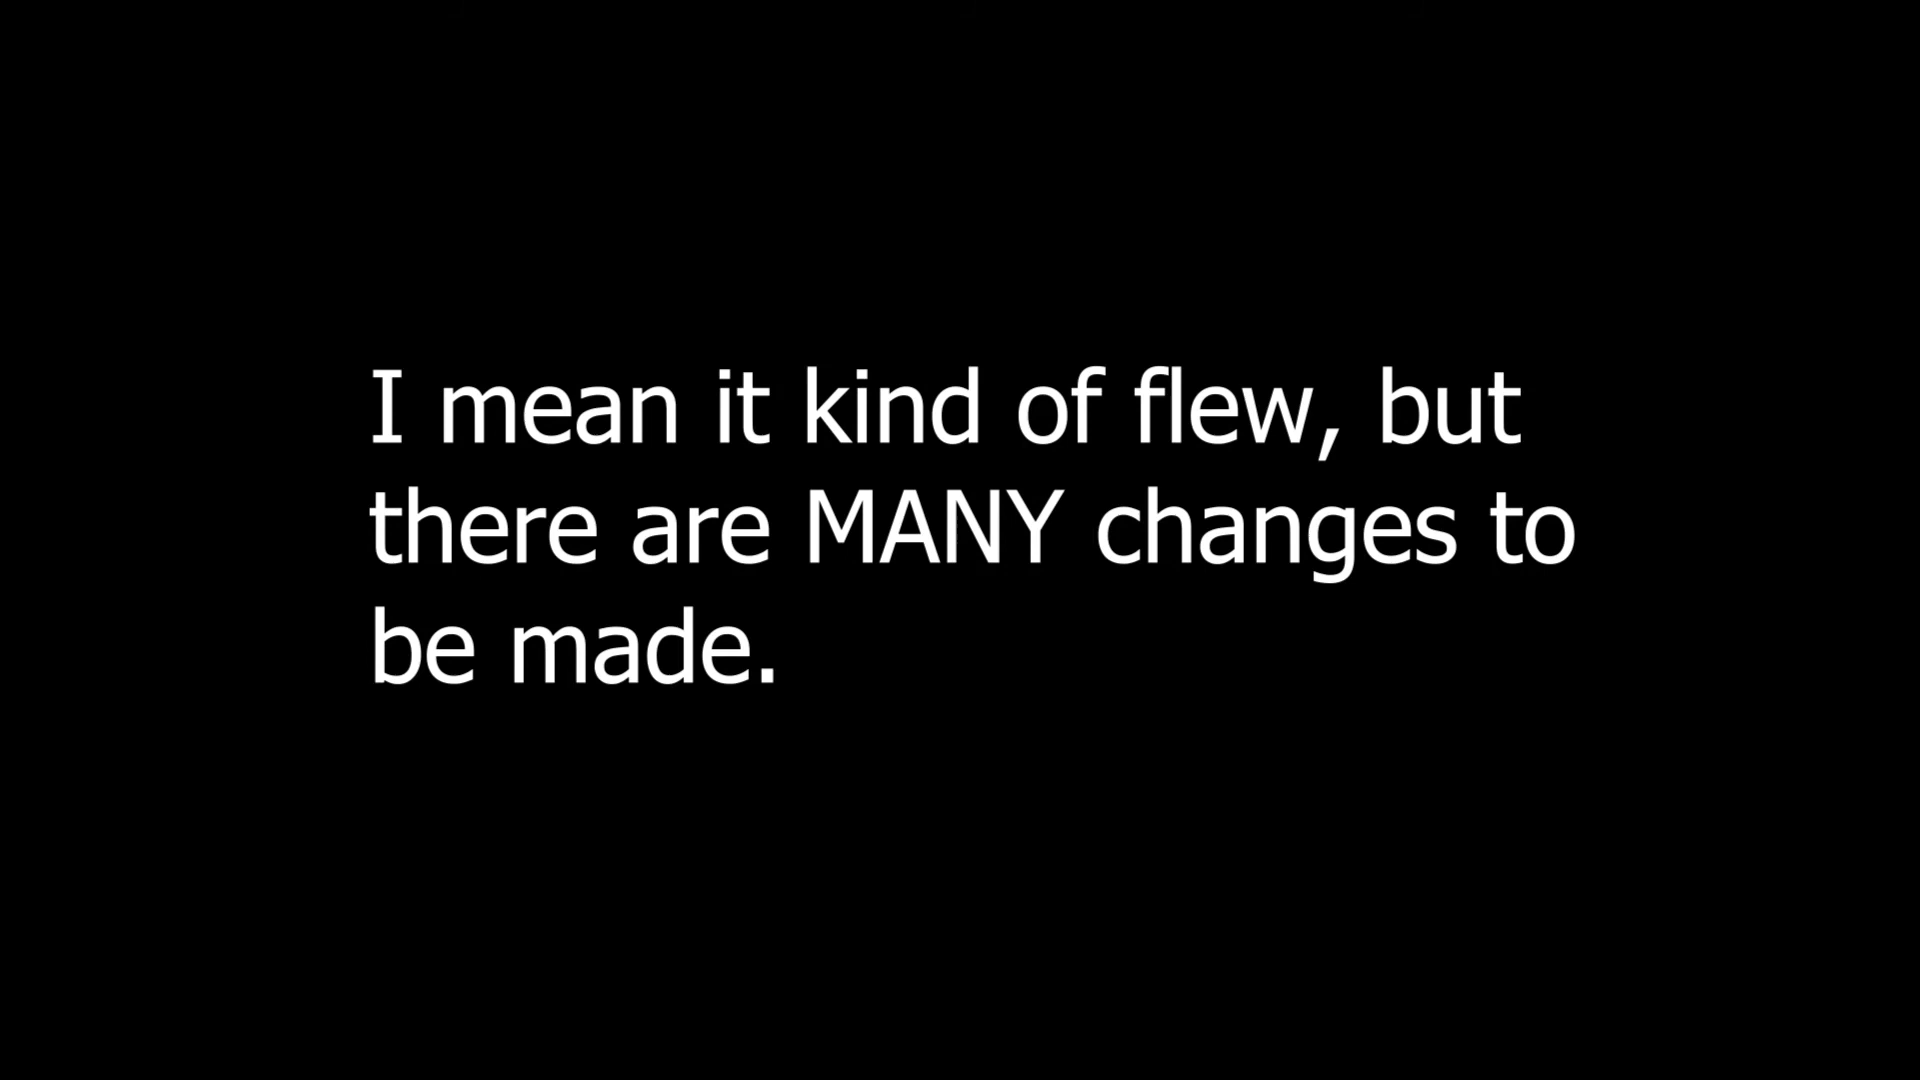 I mean it kind of flew, but
there are MANY changes to
be made.